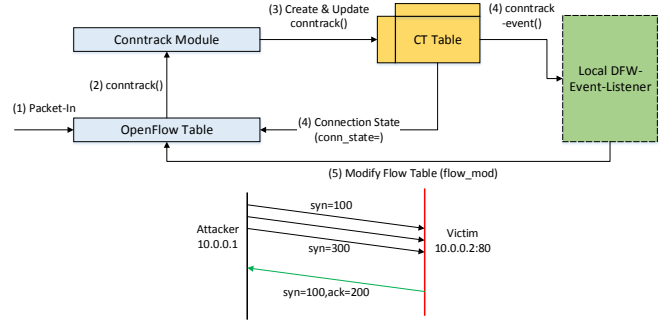 (3) Create & Update
conntrack()
(4) conntrack
-event()
Conntrack Module
CT Table
Local DFW-
Event-Listener
(2) conntrack()
(1) Packet-In
OpenFlow Table
(4) Connection State
(conn_state=)
(5) Modify Flow Table (flow_mod)
syn=100
Attacker
10.0.0.1
Victim
10.0.0.2:80
syn=300
syn=100,ack=200